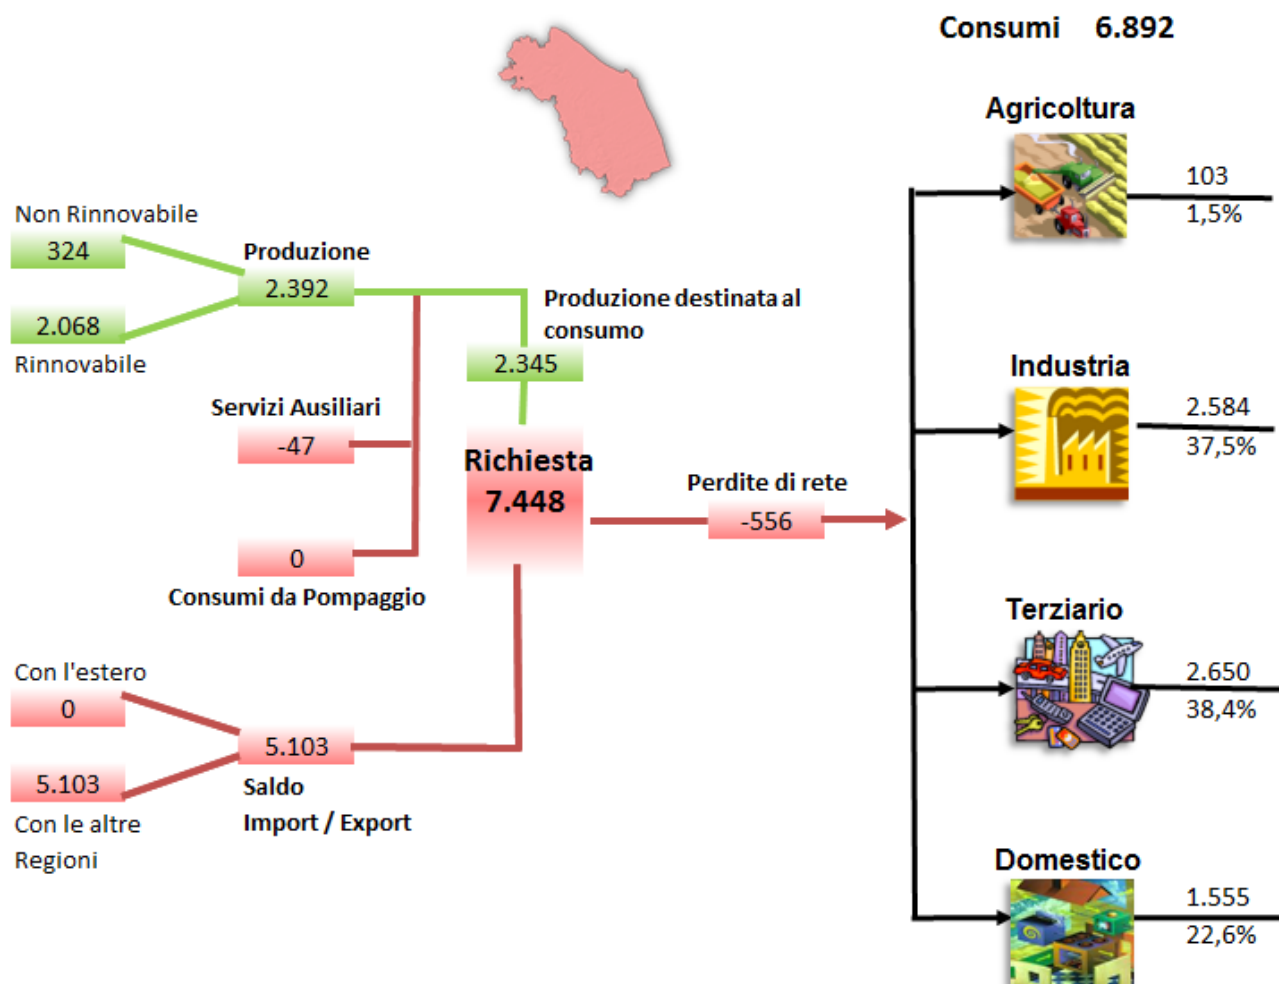 Consumi 6.892
Agricoltura
103
1,5%
Non Rinnovabile
324
Produzione
2.392
2.068
Rinnovabile
Produzione destinata al
consumo
2.345
Servizi Ausiliari
-47
Richiesta
7.448
0
Consumi da Pompaggio
Perdite di rete
-556
Industria
2.584
37,5%
Terziario
2.650
38,4%
Con l'estero
0
5.103
Saldo
Import / Export
5.103
Con le altre
Regioni
Domestico
1.555
22,6%